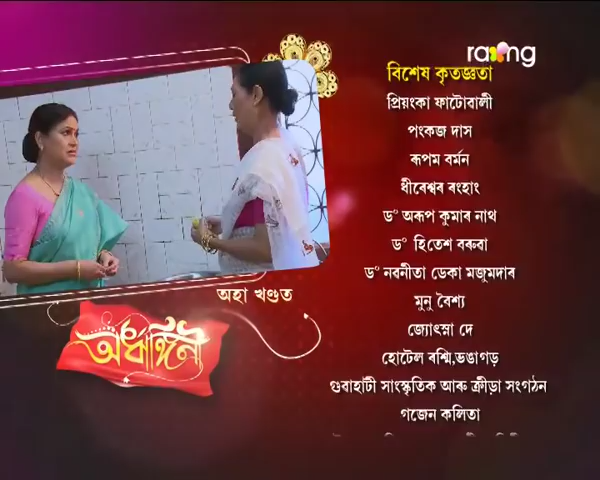 rang
বিশেষ কৃতজ্ঞতা
প্রিয়ংকা ফাটোৱালী
পংকজ দাস
ৰূপম বৰ্মন
ধীৰেশ্বৰ ৰংহাং
ড° অৰূপ কুমাৰ নাথ
ড° হিতেশ বৰুৱা
ড° নৱনীতা ডেকা মজুমদাৰ
মুনু বৈশ্য
জ্যোৎস্না দে
হোটেল ৰশ্মি,ভঙাগড়
গুৱাহাটী সাংস্কৃতিক আৰু ক্ৰীড়া সংগঠন
গজেন কলিতা
অহা খণ্ডত
অৰ্ধাঙ্গিনী